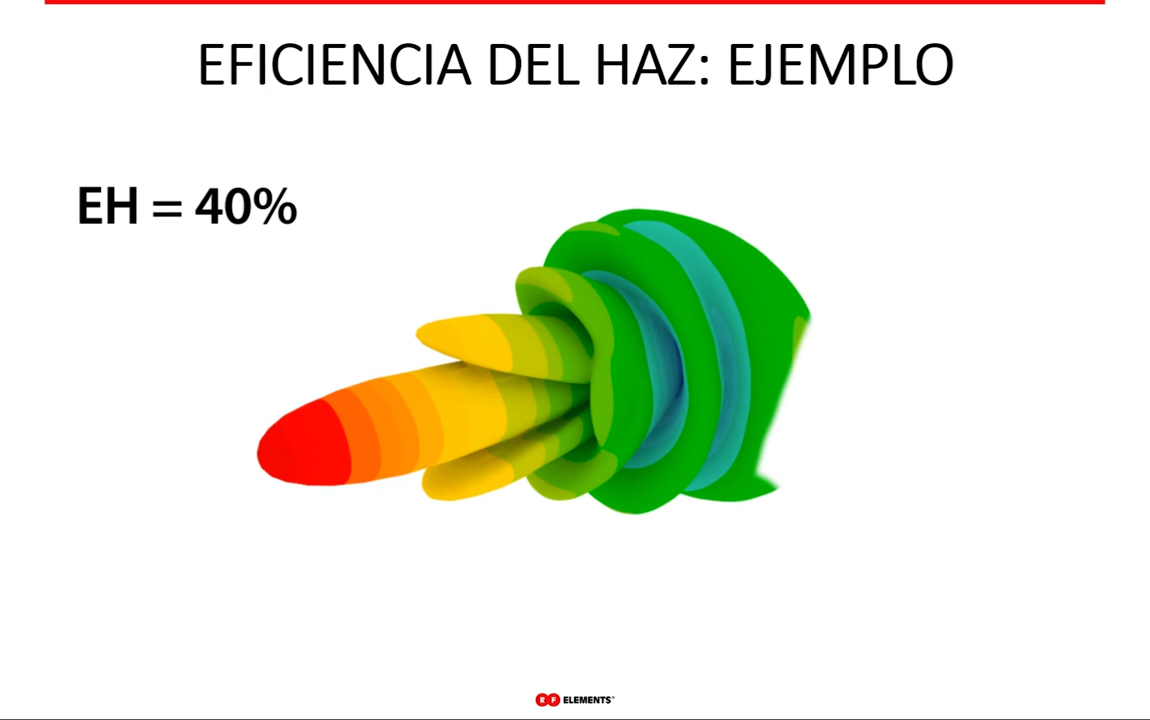 EFICIENCIA DEL HAZ: EJEMPLO
EH = 40%
RF ELEMENTS